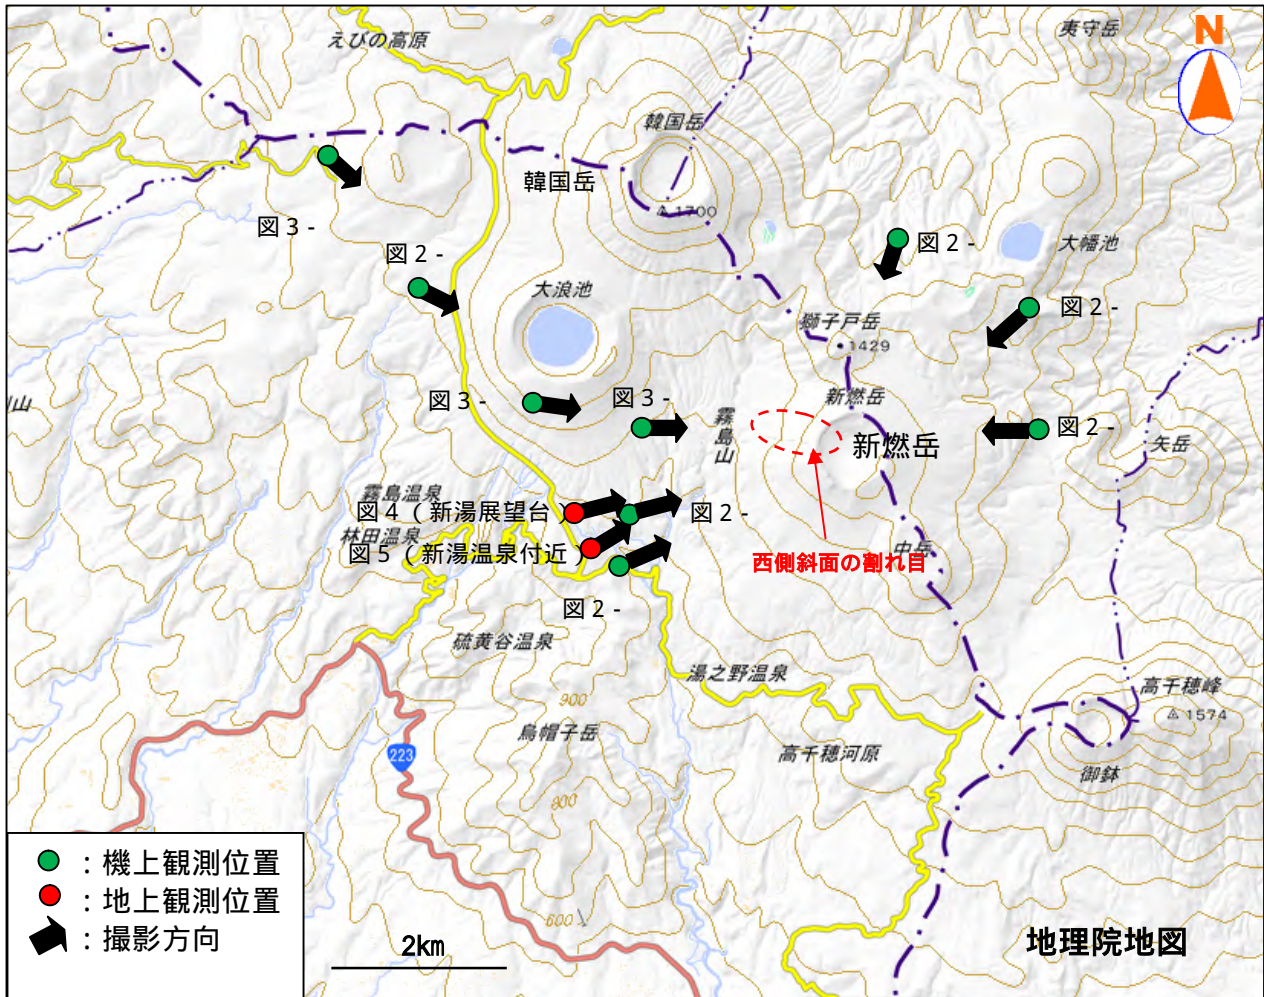 えびの高原
夷守岳
N
韓国岳
韓国岳
1700
図3-
図2-
図2-
大幡池
大浪池
獅子戸岳
1429
図2-
新燃岳
図3-
図3-
霧島山
新燃岳
図2-
矢岳
霧島温泉
図4(新湯展望台)
図2-
林田温泉
図5(新湯温泉付近)
中岳
西側斜面の割れ目
図2-
硫黄谷温泉
湯之野温泉
高千穂峰
1574
900
烏帽子岳
223
高千穂河原
御鉢
800
600
:機上観測位置
:地上観測位置
:撮影方向
2km
地理院地図